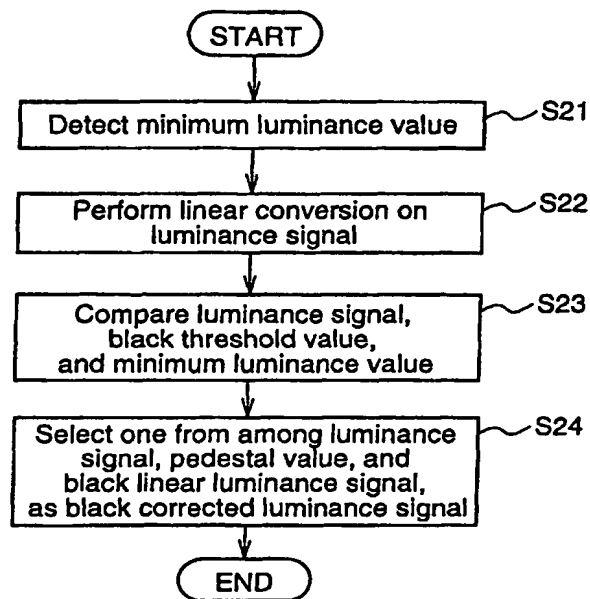 START
Detect minimum luminance value
S21
Perform linear conversion on
luminance signal
S22
Compare luminance signal,
black threshold value,
and minimum luminance value
S23
Select one from among luminance
signal, pedestal value, and
black linear luminance signal,
as black corrected luminance signal
S24
END